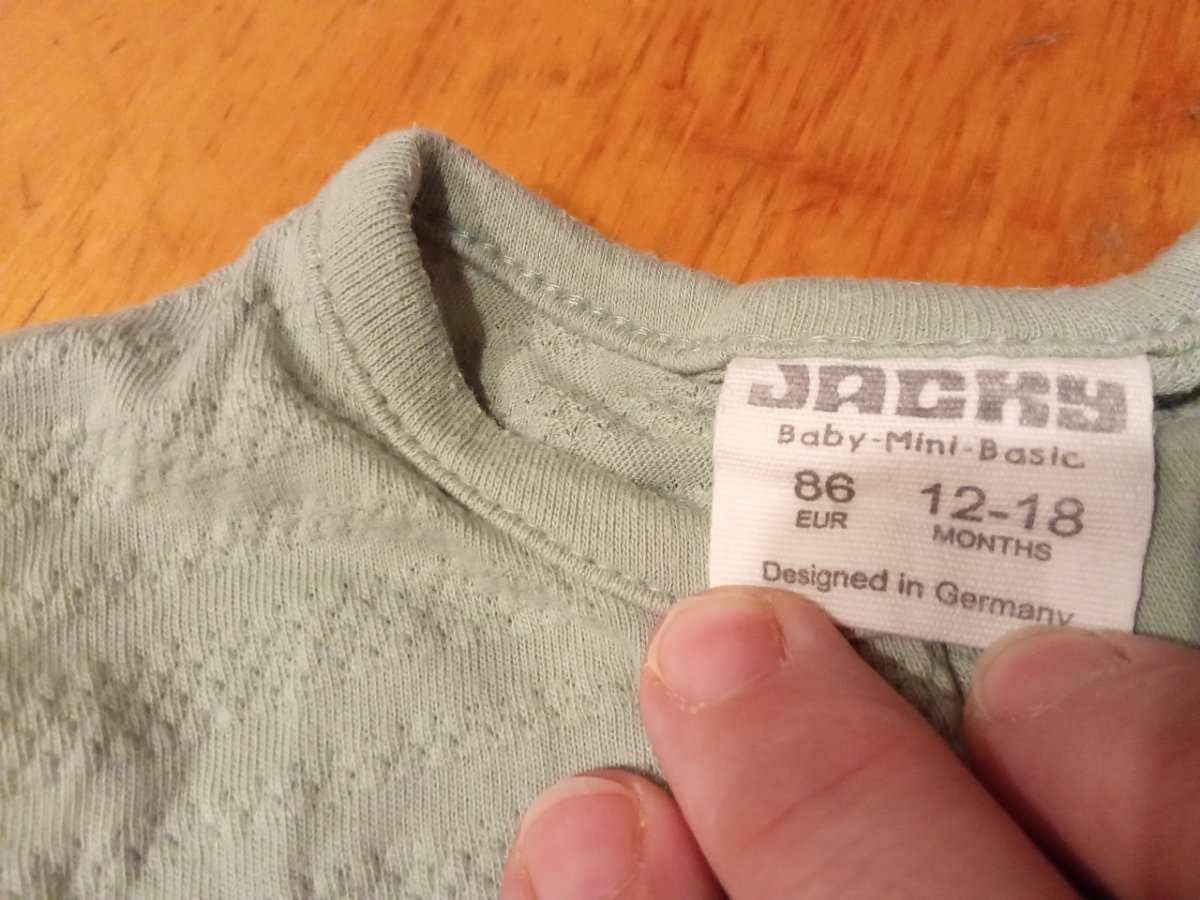 JACKY
Baby-Mini-Basic
86 12-18
EUR MONTHS
Designed in Germany